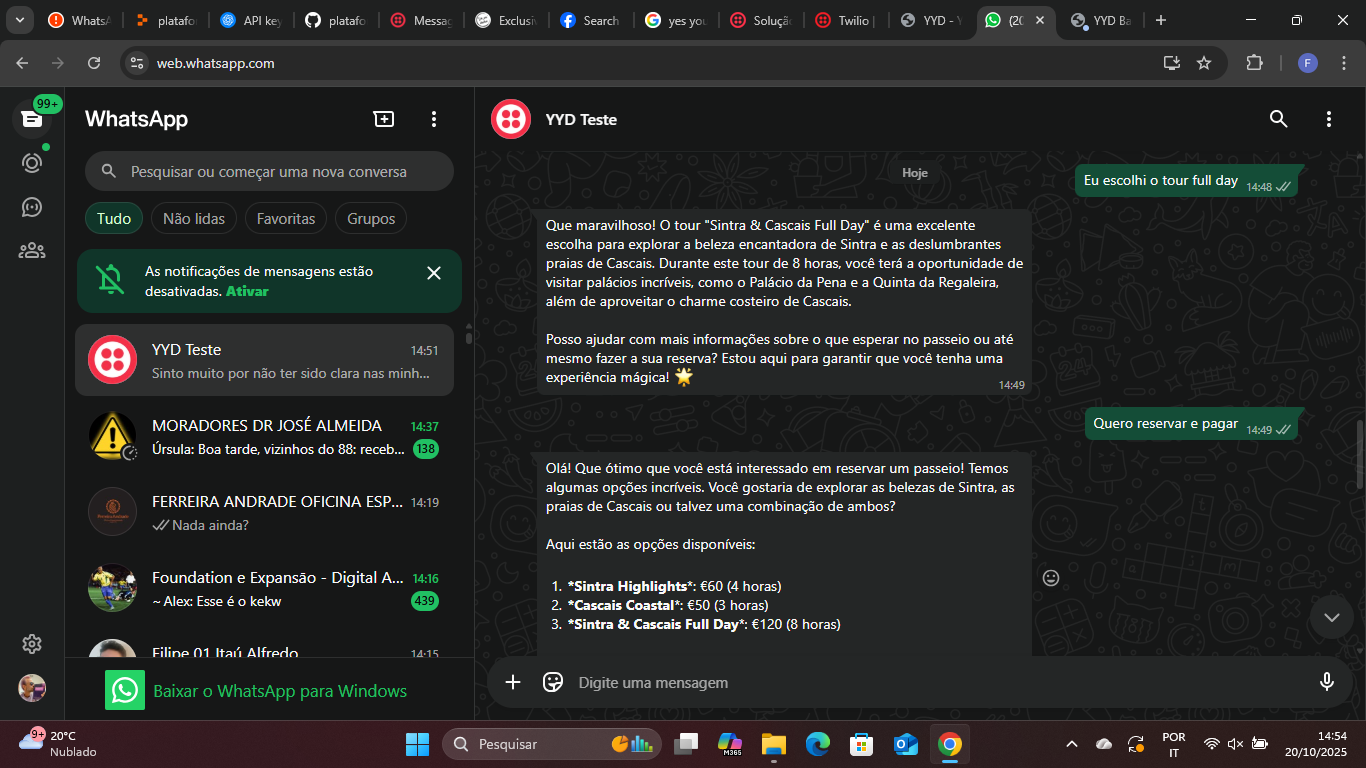 WhatsA
platafo
API key
platafo
Messag
Exclusiv
Search
yes you
Soluçã
Twilio |
YYD - Y
(20
YYD Ba
web.whatsapp.com
F
99+
WhatsApp
Pesquisar ou começar uma nova conversa
Tudo
Não lidas
Favoritas
Grupos
As notificações de mensagens estão
desativadas. Ativar
YYD Teste
14:51
Sinto muito por não ter sido clara nas minh...
MORADORES DR JOSÉ ALMEIDA
14:37
Úrsula: Boa tarde, vizinhos do 88: receb...
138
FERREIRA ANDRADE OFICINA ESP...
14:19
Nada ainda?
Foundation e Expansão - Digital A...
14:16
~ Alex: Esse é o kekw
439
Filipe 01 Itaú Alfredo
14:15
Baixar o WhatsApp para Windows
YYD Teste
Hoje
Eu escolhi o tour full day
14:48
Que maravilhoso! O tour "Sintra & Cascais Full Day" é uma excelente
escolha para explorar a beleza encantadora de Sintra e as deslumbrantes
praias de Cascais. Durante este tour de 8 horas, você terá a oportunidade de
visitar palácios incríveis, como o Palácio da Pena e a Quinta da Regaleira,
além de aproveitar o charme costeiro de Cascais.
Posso ajudar com mais informações sobre o que esperar no passeio ou até
mesmo fazer a sua reserva? Estou aqui para garantir que você tenha uma
experiência mágica! 🌟
14:49
Quero reservar e pagar
14:49
Olá! Que ótimo que você está interessado em reservar um passeio! Temos
algumas opções incríveis. Você gostaria de explorar as belezas de Sintra, as
praias de Cascais ou talvez uma combinação de ambos?
Aqui estão as opções disponíveis:
1. *Sintra Highlights*: €60 (4 horas)
2. *Cascais Coastal*: €50 (3 horas)
3. *Sintra & Cascais Full Day*: €120 (8 horas)
Digite uma mensagem
9+
20°C
Nublado
Pesquisar
M365
POR
IT
14:54
20/10/2025